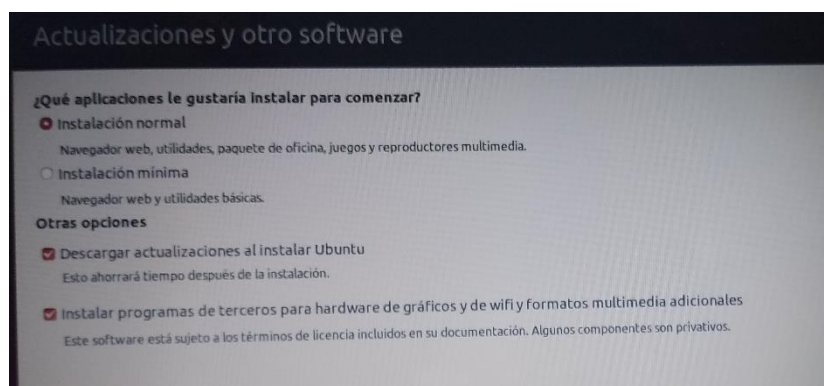 Actualizaciones y otro software
¿Qué aplicaciones le gustaría instalar para comenzar?
Instalación normal
Navegador web, utilidades, paquete de oficina, juegos y reproductores multimedia.
Instalación mínima
Navegador web y utilidades básicas.
Otras opciones
Descargar actualizaciones al instalar Ubuntu
Esto ahorrará tiempo después de la instalación.
Instalar programas de terceros para hardware de gráficos y de wifi y formatos multimedia adicionales
Este software está sujeto a los términos de licencia incluidos en su documentación. Algunos componentes son privativos.